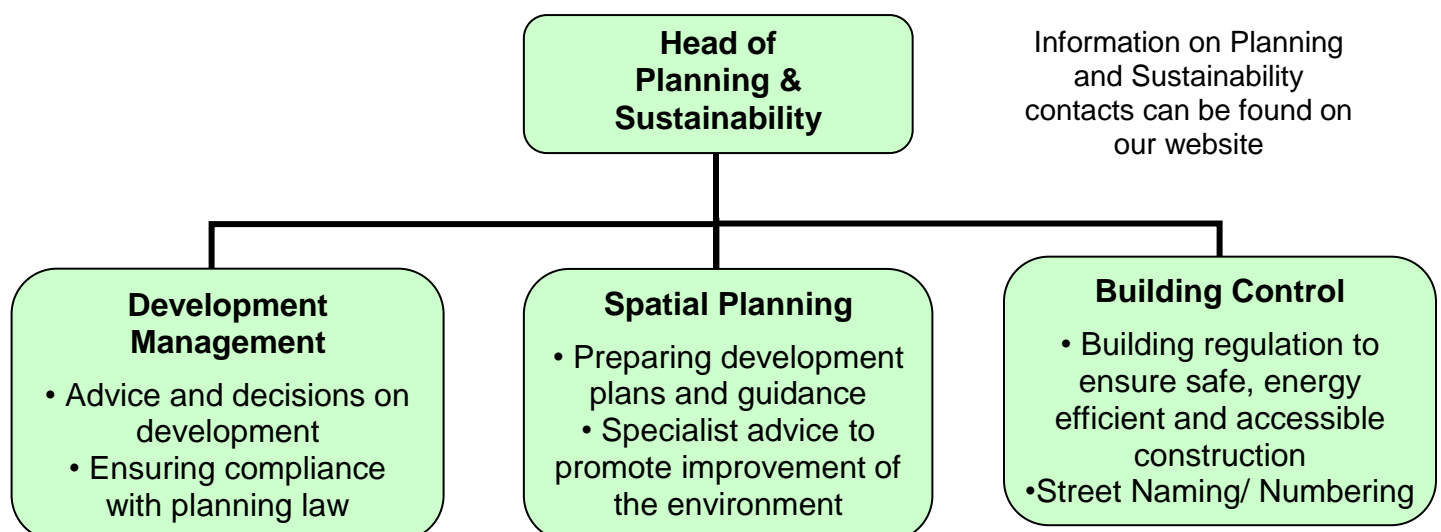 Head of
Planning &
Sustainability
Information on Planning
and Sustainability
contacts can be found on
our website
Development
Management
• Advice and decisions on
development
• Ensuring compliance
with planning law
Spatial Planning
• Preparing development
plans and guidance
• Specialist advice to
promote improvement of
the environment
Building Control
• Building regulation to
ensure safe, energy
efficient and accessible
construction
•Street Naming/ Numbering